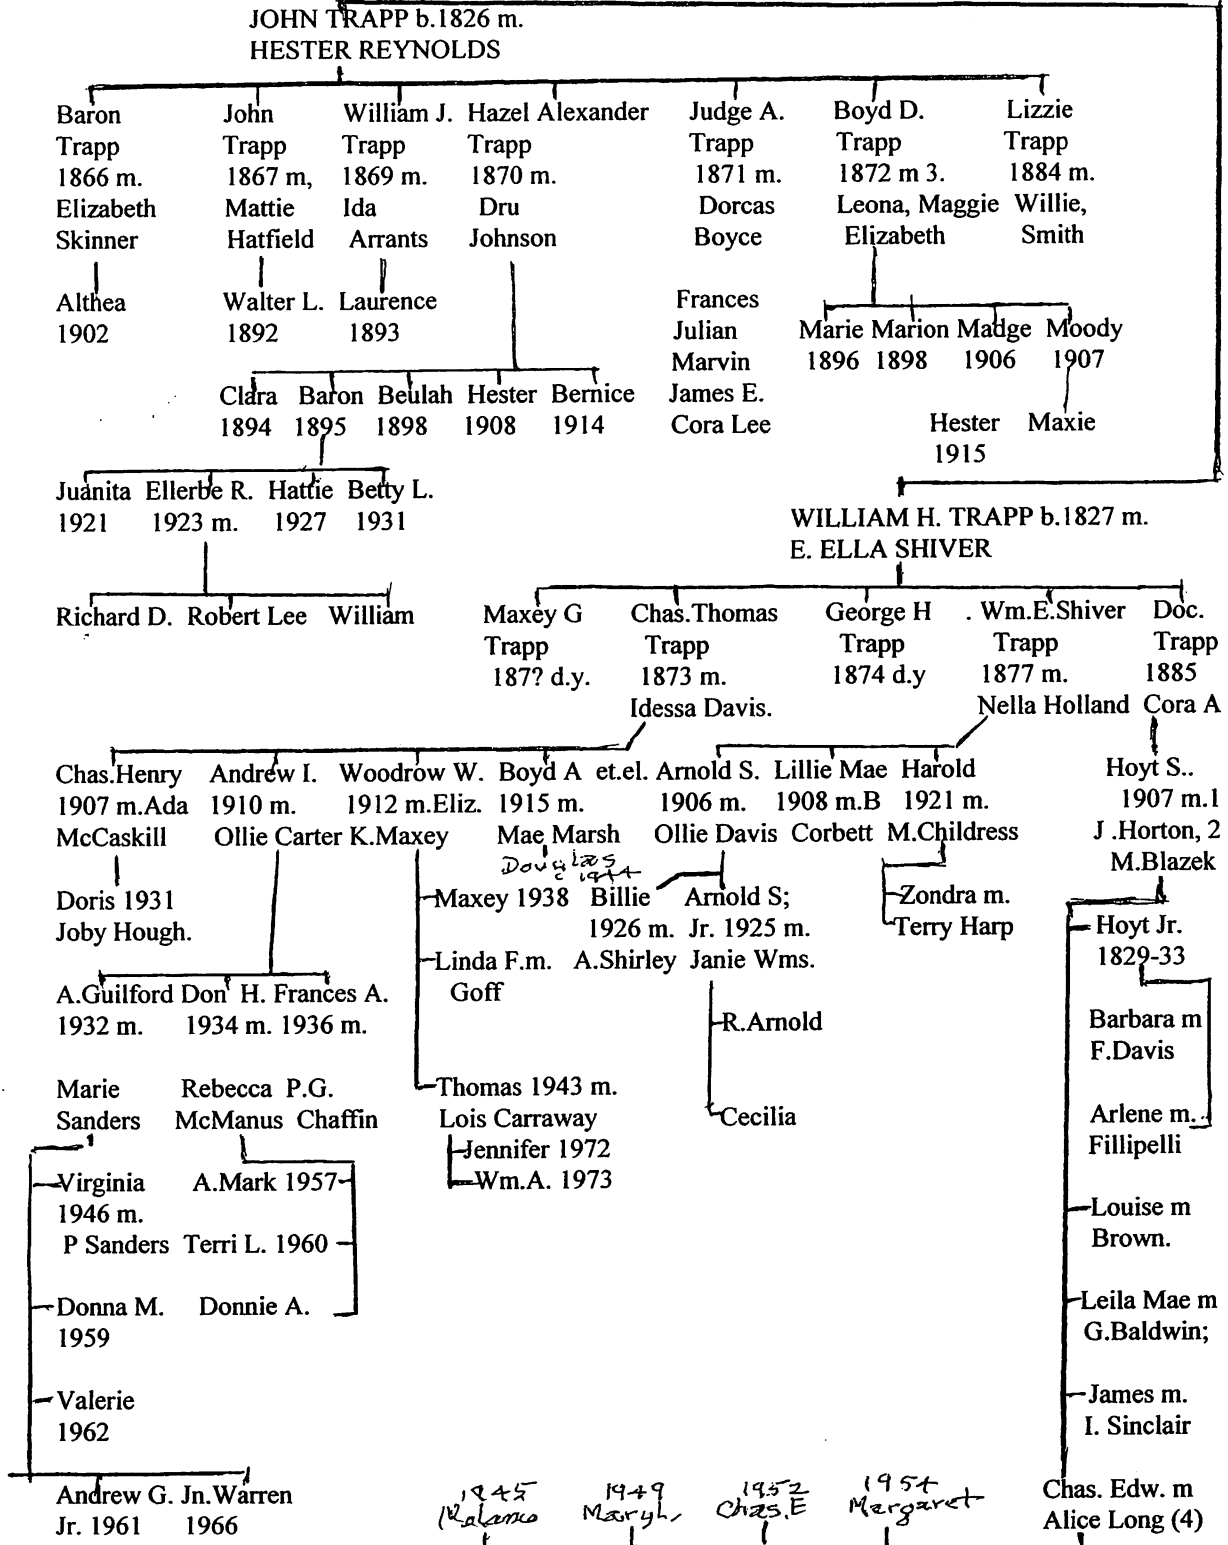 JOHN TRAPP b.1826 m.
HESTER REYNOLDS
Baron John William J. Hazel Alexander Judge A. Boyd D. Lizzie
Trapp Trapp Trapp Trapp Trapp Trapp Trapp
1866 m. 1867 m, 1869 m. 1870 m. 1871 m. 1872 m 3. 1884 m.
Elizabeth Mattie Ida Dru Dorcas Leona, Maggie Willie,
Skinner Hatfield Arrants Johnson Boyce Elizabeth Smith
Althea Walter L. Laurence Frances
1902 1892 1893 Julian Marie Marion Madge Moody
Marvin 1896 1898 1906 1907
Clara Baron Beulah Hester Bernice James E.
1894 1895 1898 1908 1914 Cora Lee Hester Maxie
1915
Juanita Ellerbe R. Hattie Betty L.
1921 1923 m. 1927 1931 WILLIAM H. TRAPP b.1827 m.
E. ELLA SHIVER
Richard D. Robert Lee William Maxey G Chas.Thomas George H . Wm.E.Shiver Doc.
Trapp Trapp Trapp Trapp Trapp
187? d.y. 1873 m. 1874 d.y 1877 m. 1885
Idessa Davis. Nella Holland Cora A
Chas.Henry Andrew I. Woodrow W. Boyd A et.el. Arnold S. Lillie Mae Harold Hoyt S..
1907 m.Ada 1910 m. 1912 m.Eliz. 1915 m. 1906 m. 1908 m.B 1921 m. 1907 m.1
McCaskill Ollie Carter K.Maxey Mae Marsh Ollie Davis Corbett M.Childress J .Horton, 2
Douglas M.Blazek
1944
Doris 1931 Maxey 1938 Billie Arnold S; Zondra m.
Joby Hough. 1926 m. Jr. 1925 m. Terry Harp Hoyt Jr.
Linda F.m. A.Shirley Janie Wms. 1829-33
A.Guilford Don H. Frances A. Goff
1932 m. 1934 m. 1936 m. R.Arnold Barbara m
F.Davis
Marie Rebecca P.G. Thomas 1943 m.
Sanders McManus Chaffin Lois Carraway Cecilia Arlene m.
Jennifer 1972 Fillipelli
Virginia A.Mark 1957 Wm.A. 1973
1946 m. Louise m
P Sanders Terri L. 1960 Brown.
Donna M. Donnie A. Leila Mae m
1959 G.Baldwin;
Valerie James m.
1962 I. Sinclair
1945 1949 1952 1954 Chas. Edw. m
Andrew G. Jn.Warren Chas.E Margaret Alice Long (4)
Jr. 1961 1966